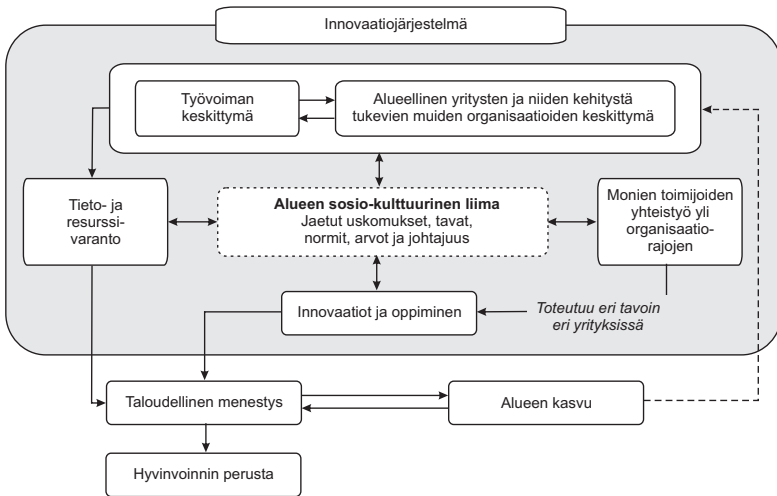 Innovaatiojärjestelmä
Työvoiman
keskittymä
Alueellinen yritysten ja niiden kehitystä
tukevien muiden organisaatioiden keskittymä
Tieto- ja
resurssi-
varanto
Alueen sosio-kulttuurinen liima
Jaetut uskomukset, tavat,
normit, arvot ja johtajuus
Monien toimijoiden
yhteistyö yli
organisaatio-
rajojen
Innovaatiot ja oppiminen
Toteutuu eri tavoin
eri yrityksissä
Taloudellinen menestys
Alueen kasvu
Hyvinvoinnin perusta